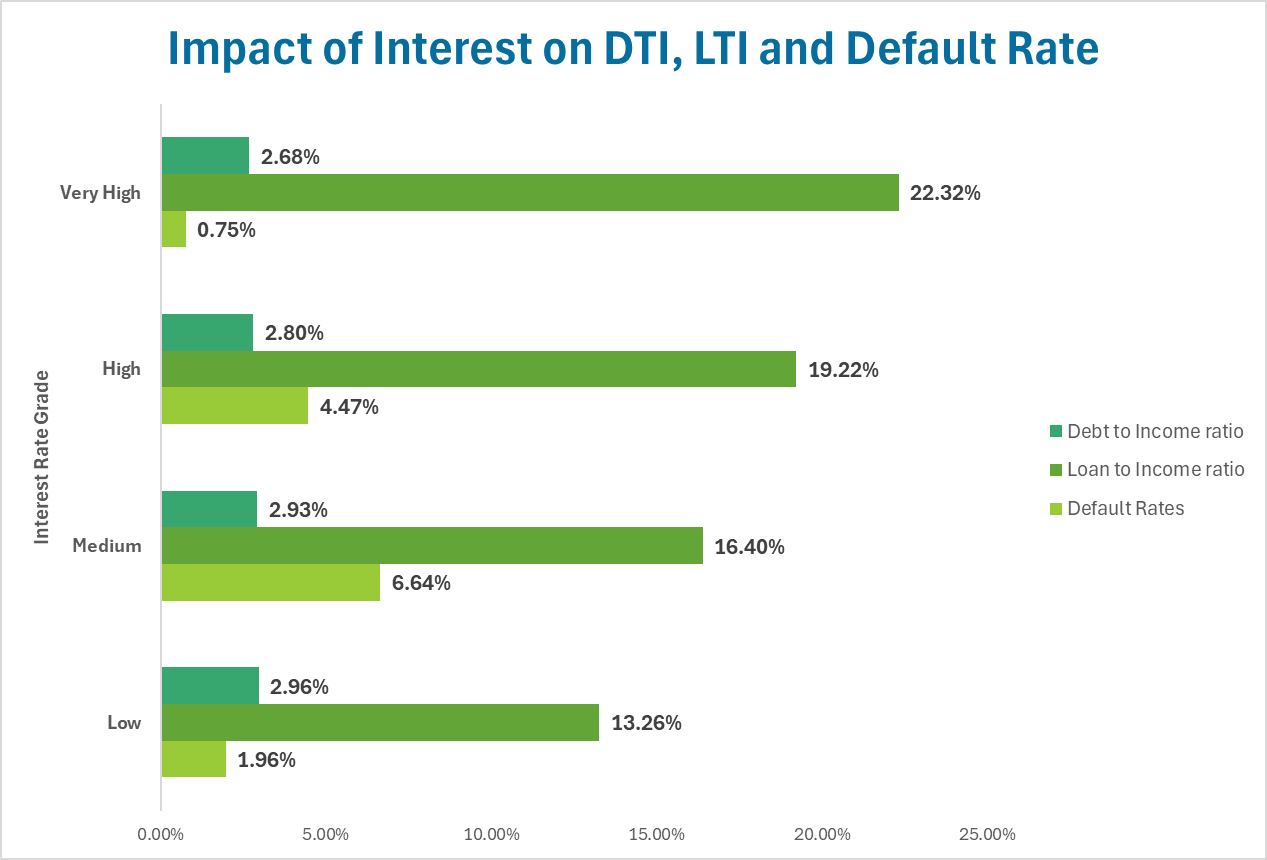 Impact of Interest on DTI, LTI and Default Rate
Interest Rate Grade
Very High
2.68%
22.32%
0.75%
High
2.80%
19.22%
4.47%
Medium
2.93%
16.40%
6.64%
Low
2.96%
13.26%
1.96%
0.00% 5.00% 10.00% 15.00% 20.00% 25.00%
Debt to Income ratio
Loan to Income ratio
Default Rates